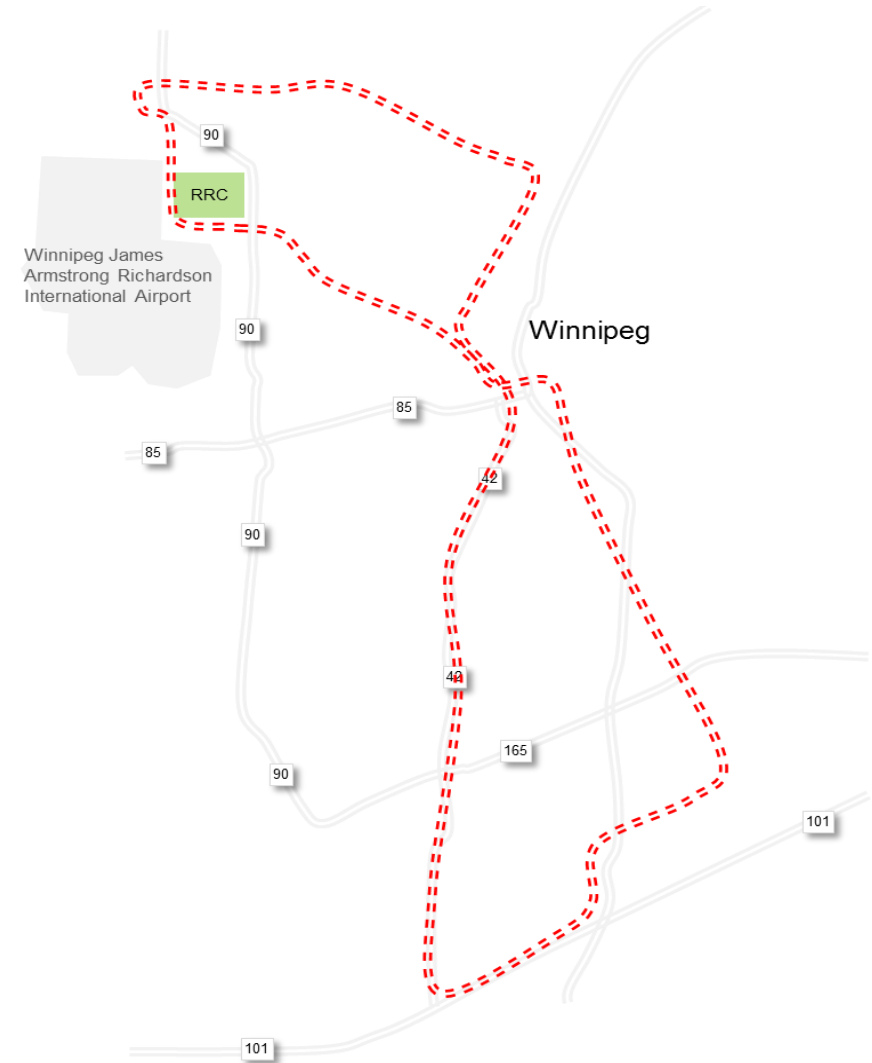 90
RRC
Winnipeg James
Armstrong Richardson
International Airport
90
Winnipeg
85
85
42
90
42
165
90
101
101